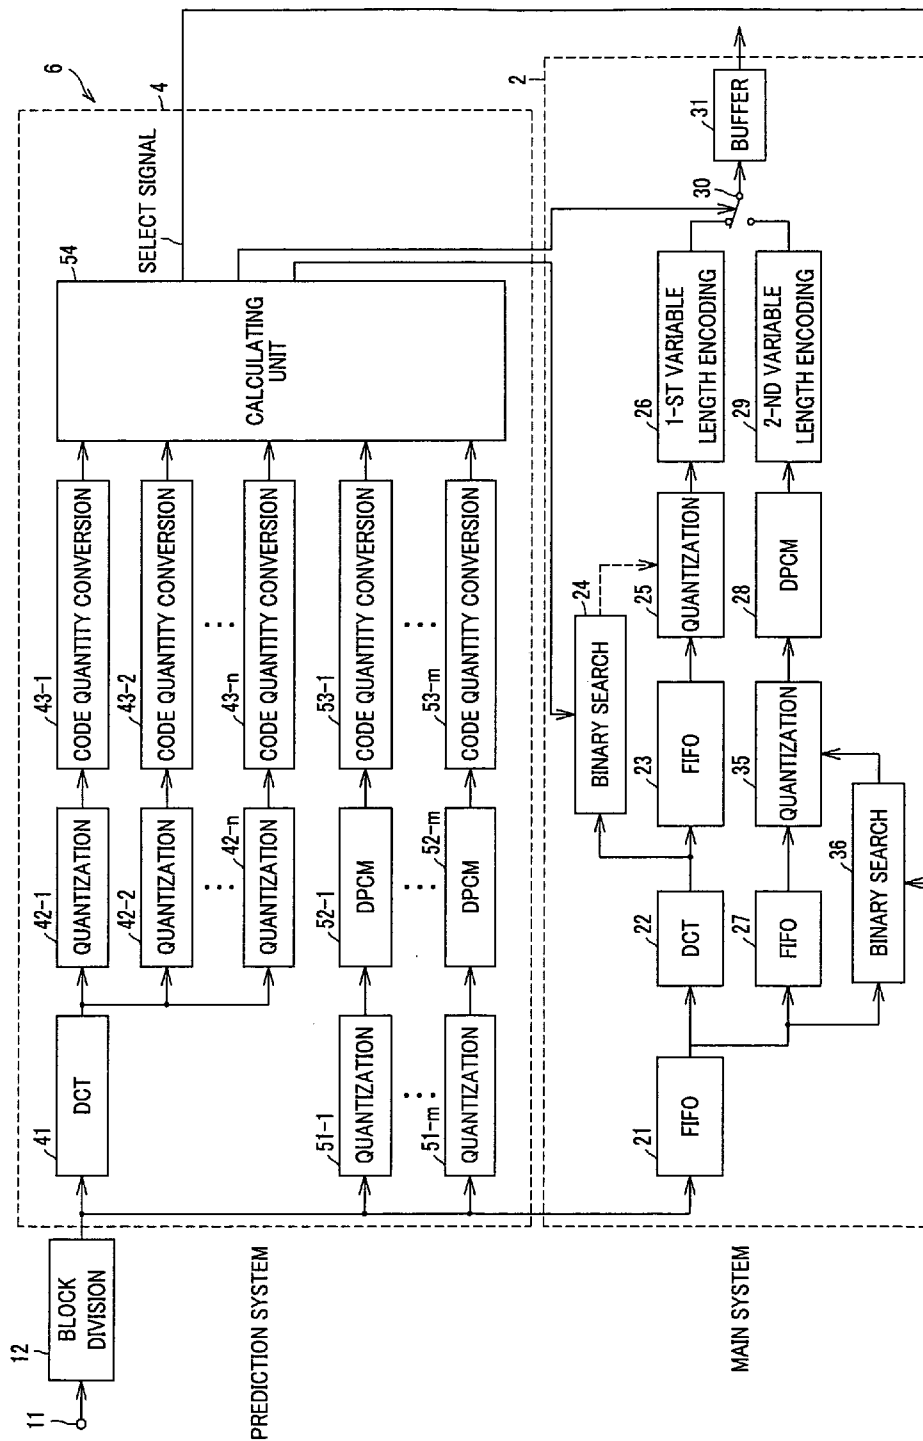 6
11
12
BLOCK
DIVISION
PREDICTION SYSTEM
4
SELECT SIGNAL
41
DCT
42-1
QUANTIZATION
43-1
CODE QUANTITY CONVERSION
42-2
QUANTIZATION
43-2
CODE QUANTITY CONVERSION
42-n
QUANTIZATION
43-n
CODE QUANTITY CONVERSION
51-1
QUANTIZATION
52-1
DPCM
53-1
CODE QUANTITY CONVERSION
51-m
QUANTIZATION
52-m
DPCM
53-m
CODE QUANTITY CONVERSION
54
CALCULATING
UNIT
MAIN SYSTEM
2
21
FIFO
22
DCT
23
FIFO
24
BINARY SEARCH
25
QUANTIZATION
26
1-ST VARIABLE
LENGTH ENCODING
27
FIFO
35
QUANTIZATION
28
DPCM
29
2-ND VARIABLE
LENGTH ENCODING
36
BINARY SEARCH
30
31
BUFFER